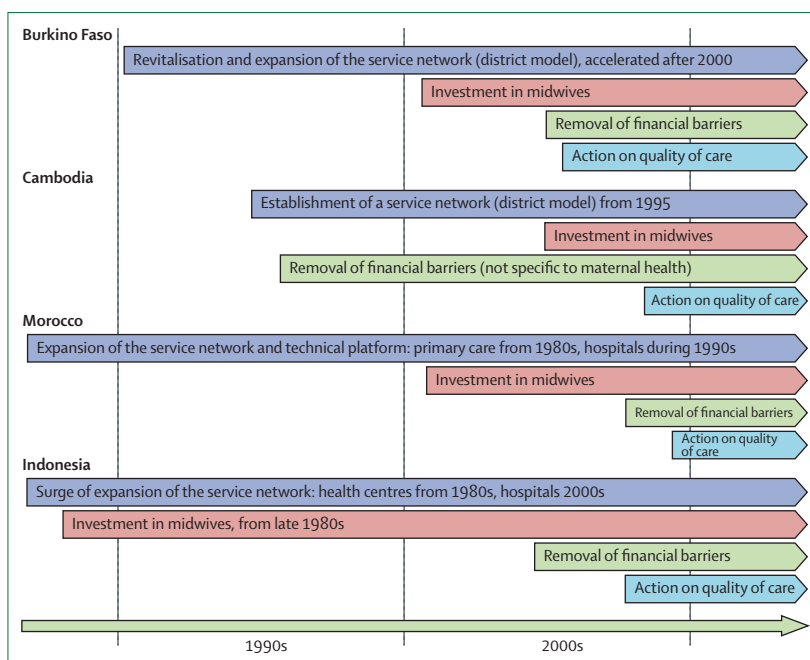 Burkino Faso
Revitalisation and expansion of the service network (district model), accelerated after 2000
Investment in midwives
Removal of financial barriers
Action on quality of care
Cambodia
Establishment of a service network (district model) from 1995
Investment in midwives
Removal of financial barriers (not specific to maternal health)
Action on quality of care
Morocco
Expansion of the service network and technical platform: primary care from 1980s, hospitals during 1990s
Investment in midwives
Removal of financial barriers
Action on quality
of care
Indonesia
Surge of expansion of the service network: health centres from 1980s, hospitals 2000s
Investment in midwives, from late 1980s
Removal of financial barriers
Action on quality of care
1990s 2000s